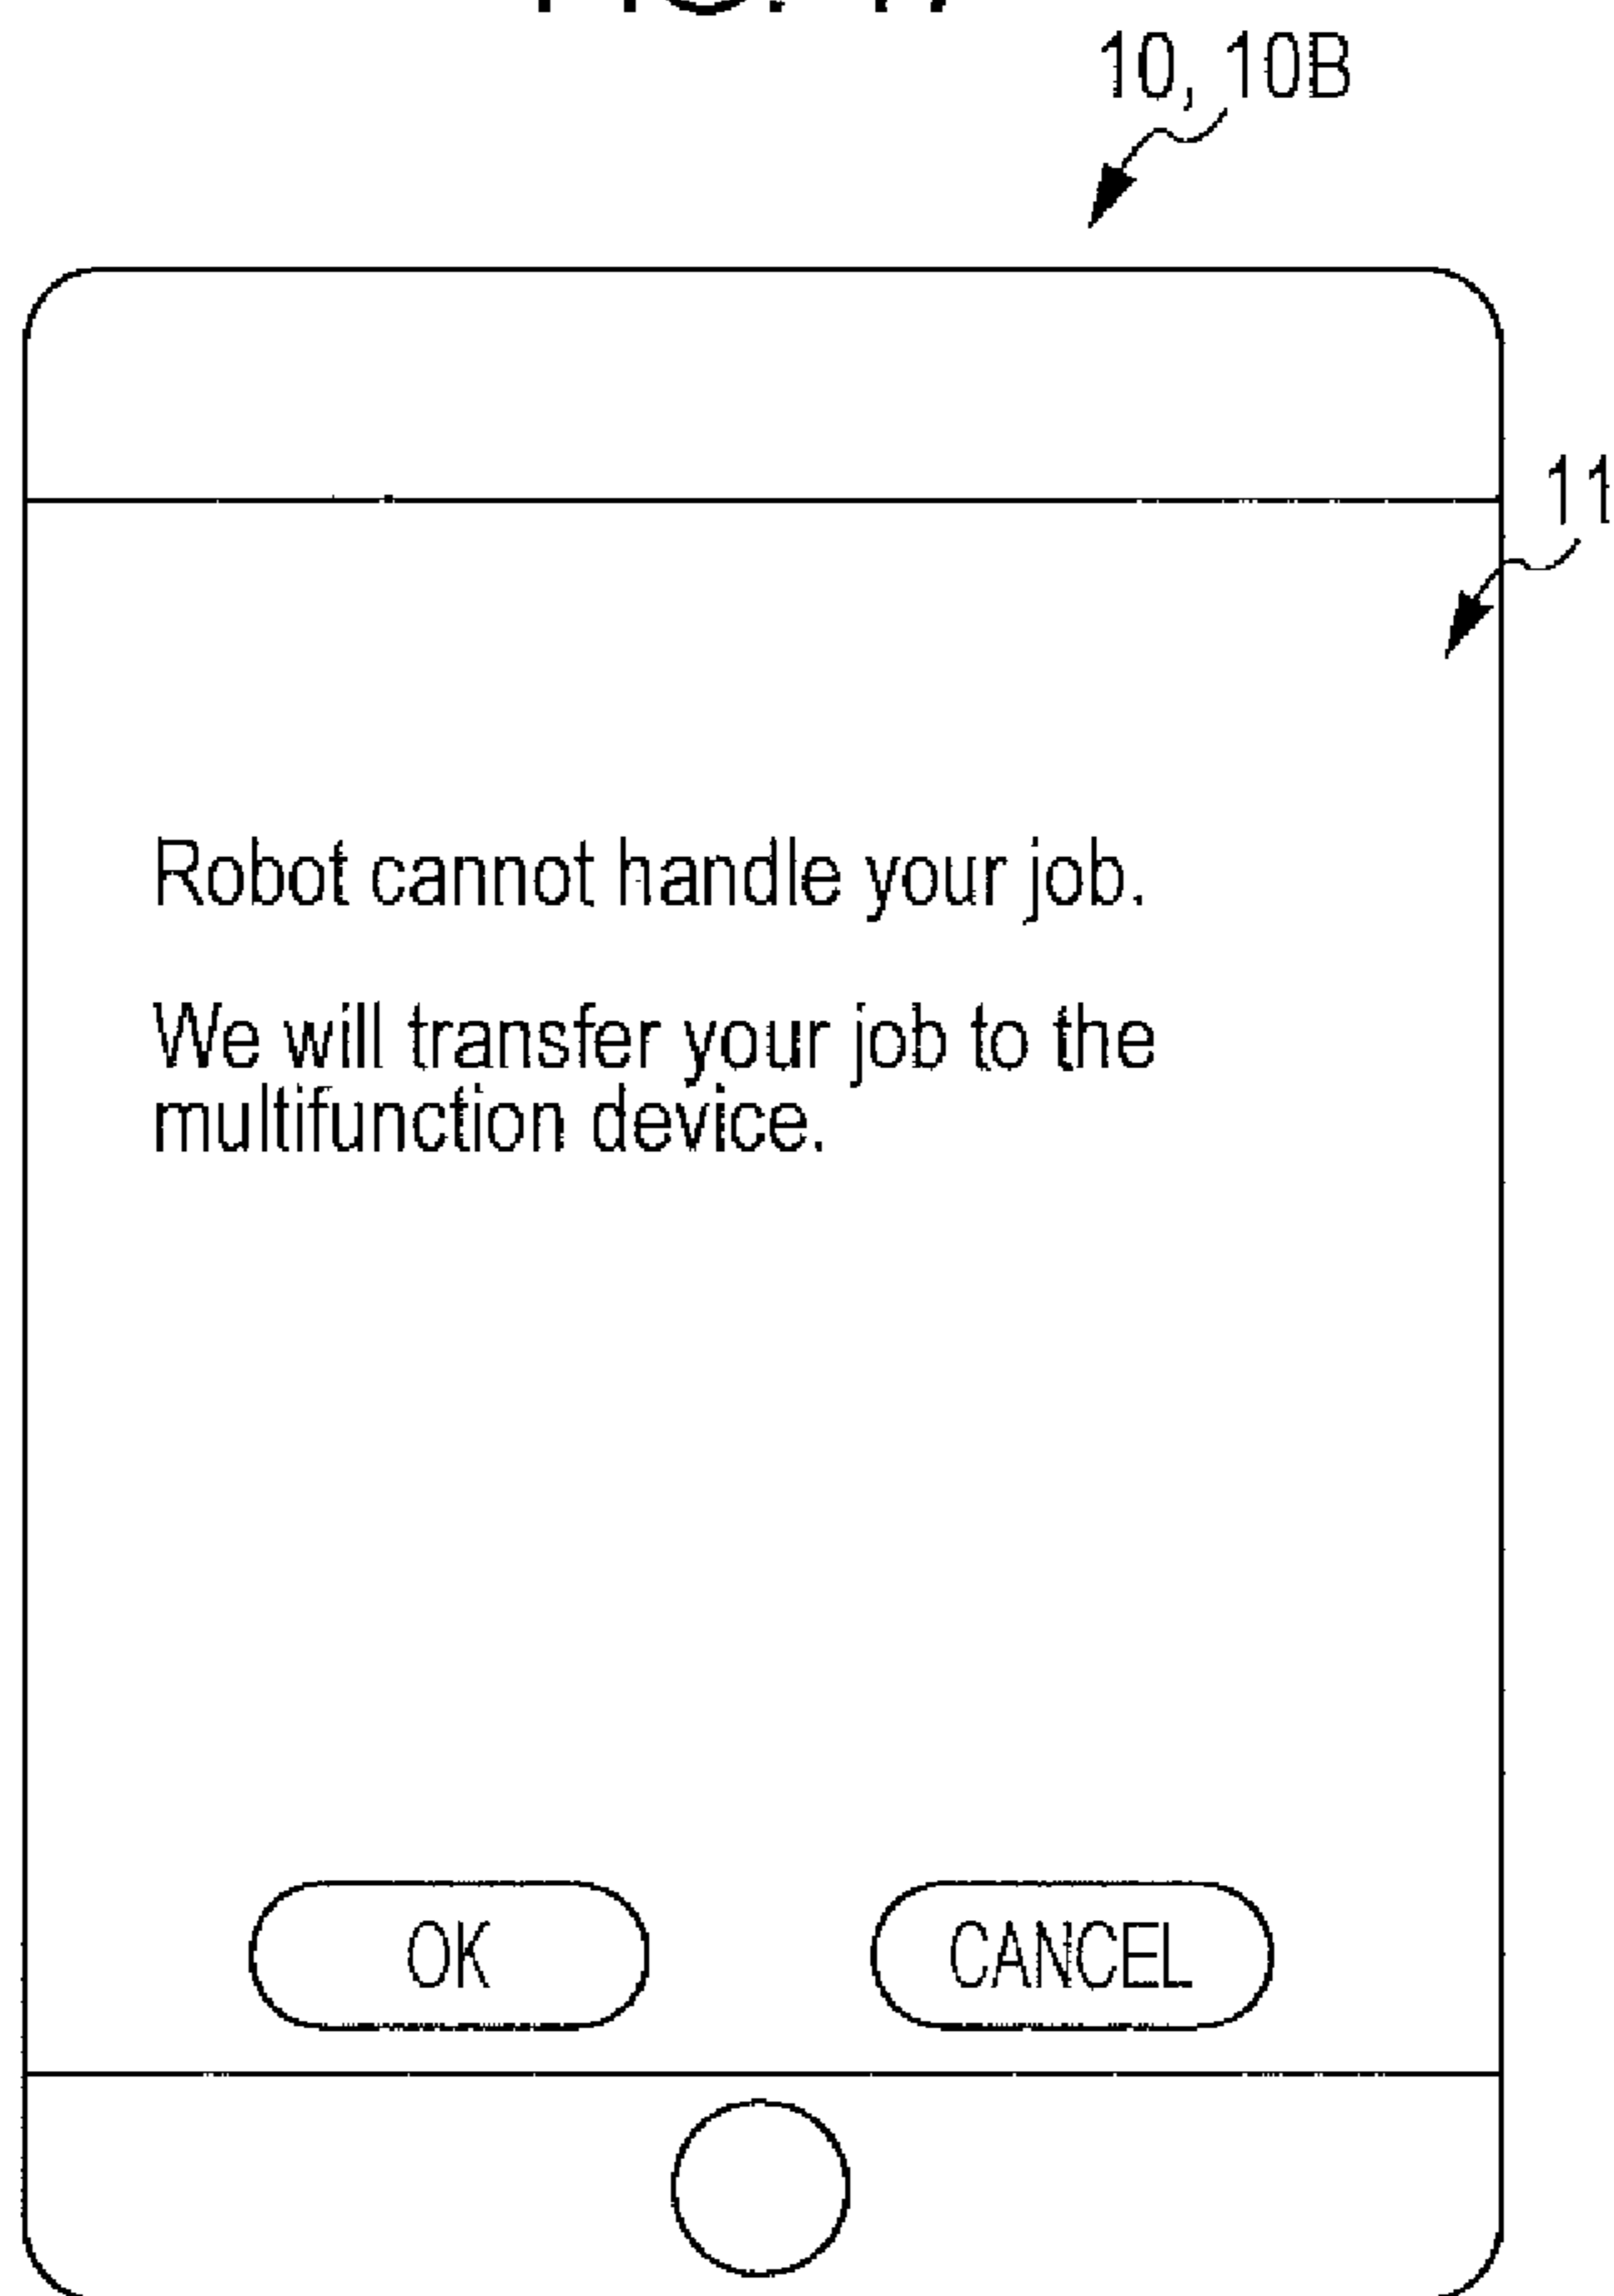 10, 10B
11
Robot cannot handle your job.
We will transfer your job to the
multifunction device.
OK
CANCEL